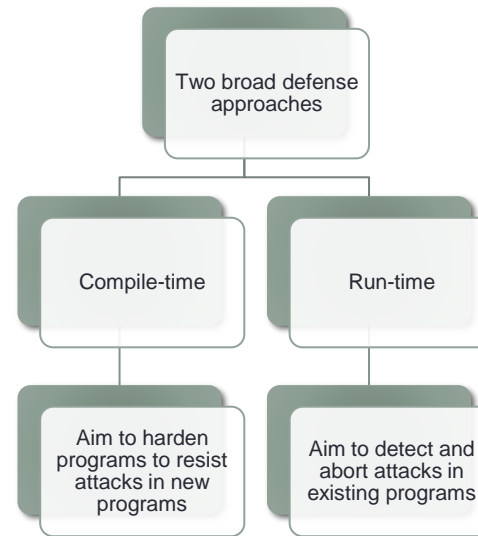 Two broad defense
approaches
Compile-time
Run-time
Aim to harden
programs to resist
attacks in new
programs
Aim to detect and
abort attacks in
existing programs